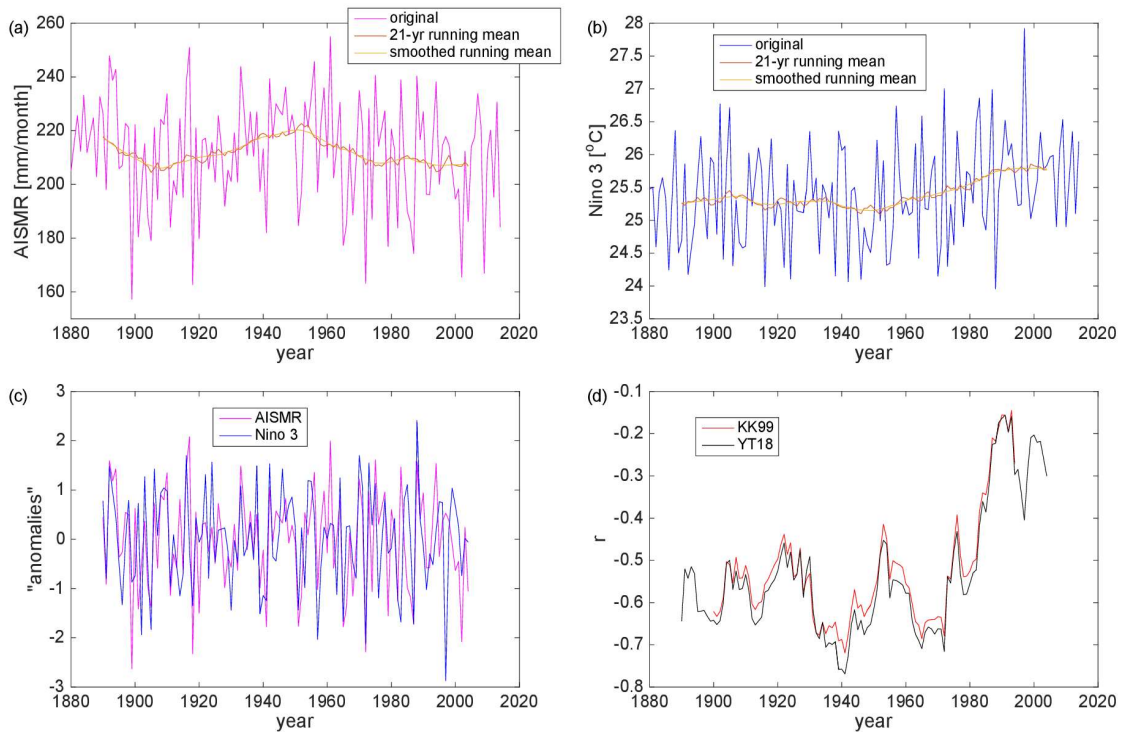 (a)
260
240
220
200
180
160
AISMR [mm/month]
original
21-yr running mean
smoothed running mean
1880 1900 1920 1940 1960 1980 2000 2020
year
(b)
28
27.5
27
26.5
26
25.5
25
24.5
24
23.5
Nino 3 [°C]
original
21-yr running mean
smoothed running mean
1880 1900 1920 1940 1960 1980 2000 2020
year
(c)
3
2
1
0
-1
-2
-3
"anomalies"
AISMR
Nino 3
1880 1900 1920 1940 1960 1980 2000 2020
year
(d)
-0.1
-0.2
-0.3
-0.4
-0.5
-0.6
-0.7
-0.8
r
KK99
YT18
1880 1900 1920 1940 1960 1980 2000 2020
year